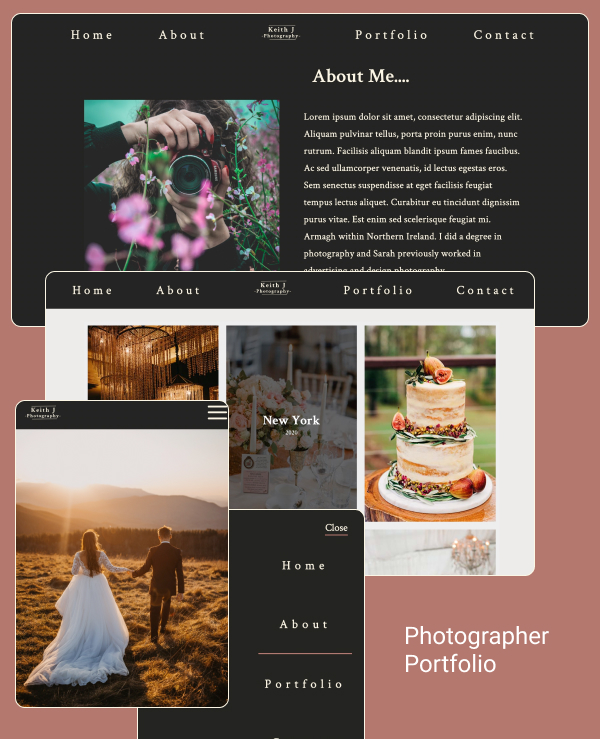 Home About Keith J Portfolio Contact
-Photography-
About Me....
Lorem ipsum dolor sit amet, consectetur adipiscing elit.
Aliquam pulvinar tellus, porta proin purus enim, nunc
rutrum. Facilisis aliquam blandit ipsum fames faucibus.
Ac sed ullamcorper venenatis, id lectus egestas eros.
Sem senectus suspendisse at eget facilisis feugiat
tempus lectus aliquet. Curabitur eu tincidunt dignissim
purus vitae. Est enim sed scelerisque feugiat mi.
Armagh within Northern Ireland. I did a degree in
photography and Sarah previously worked in
advertising and design photography.
Home About Keith J Portfolio Contact
-Photography-
New York
2020
Keith J
-Photography-
Close
Home
About
Portfolio
Photographer
Portfolio